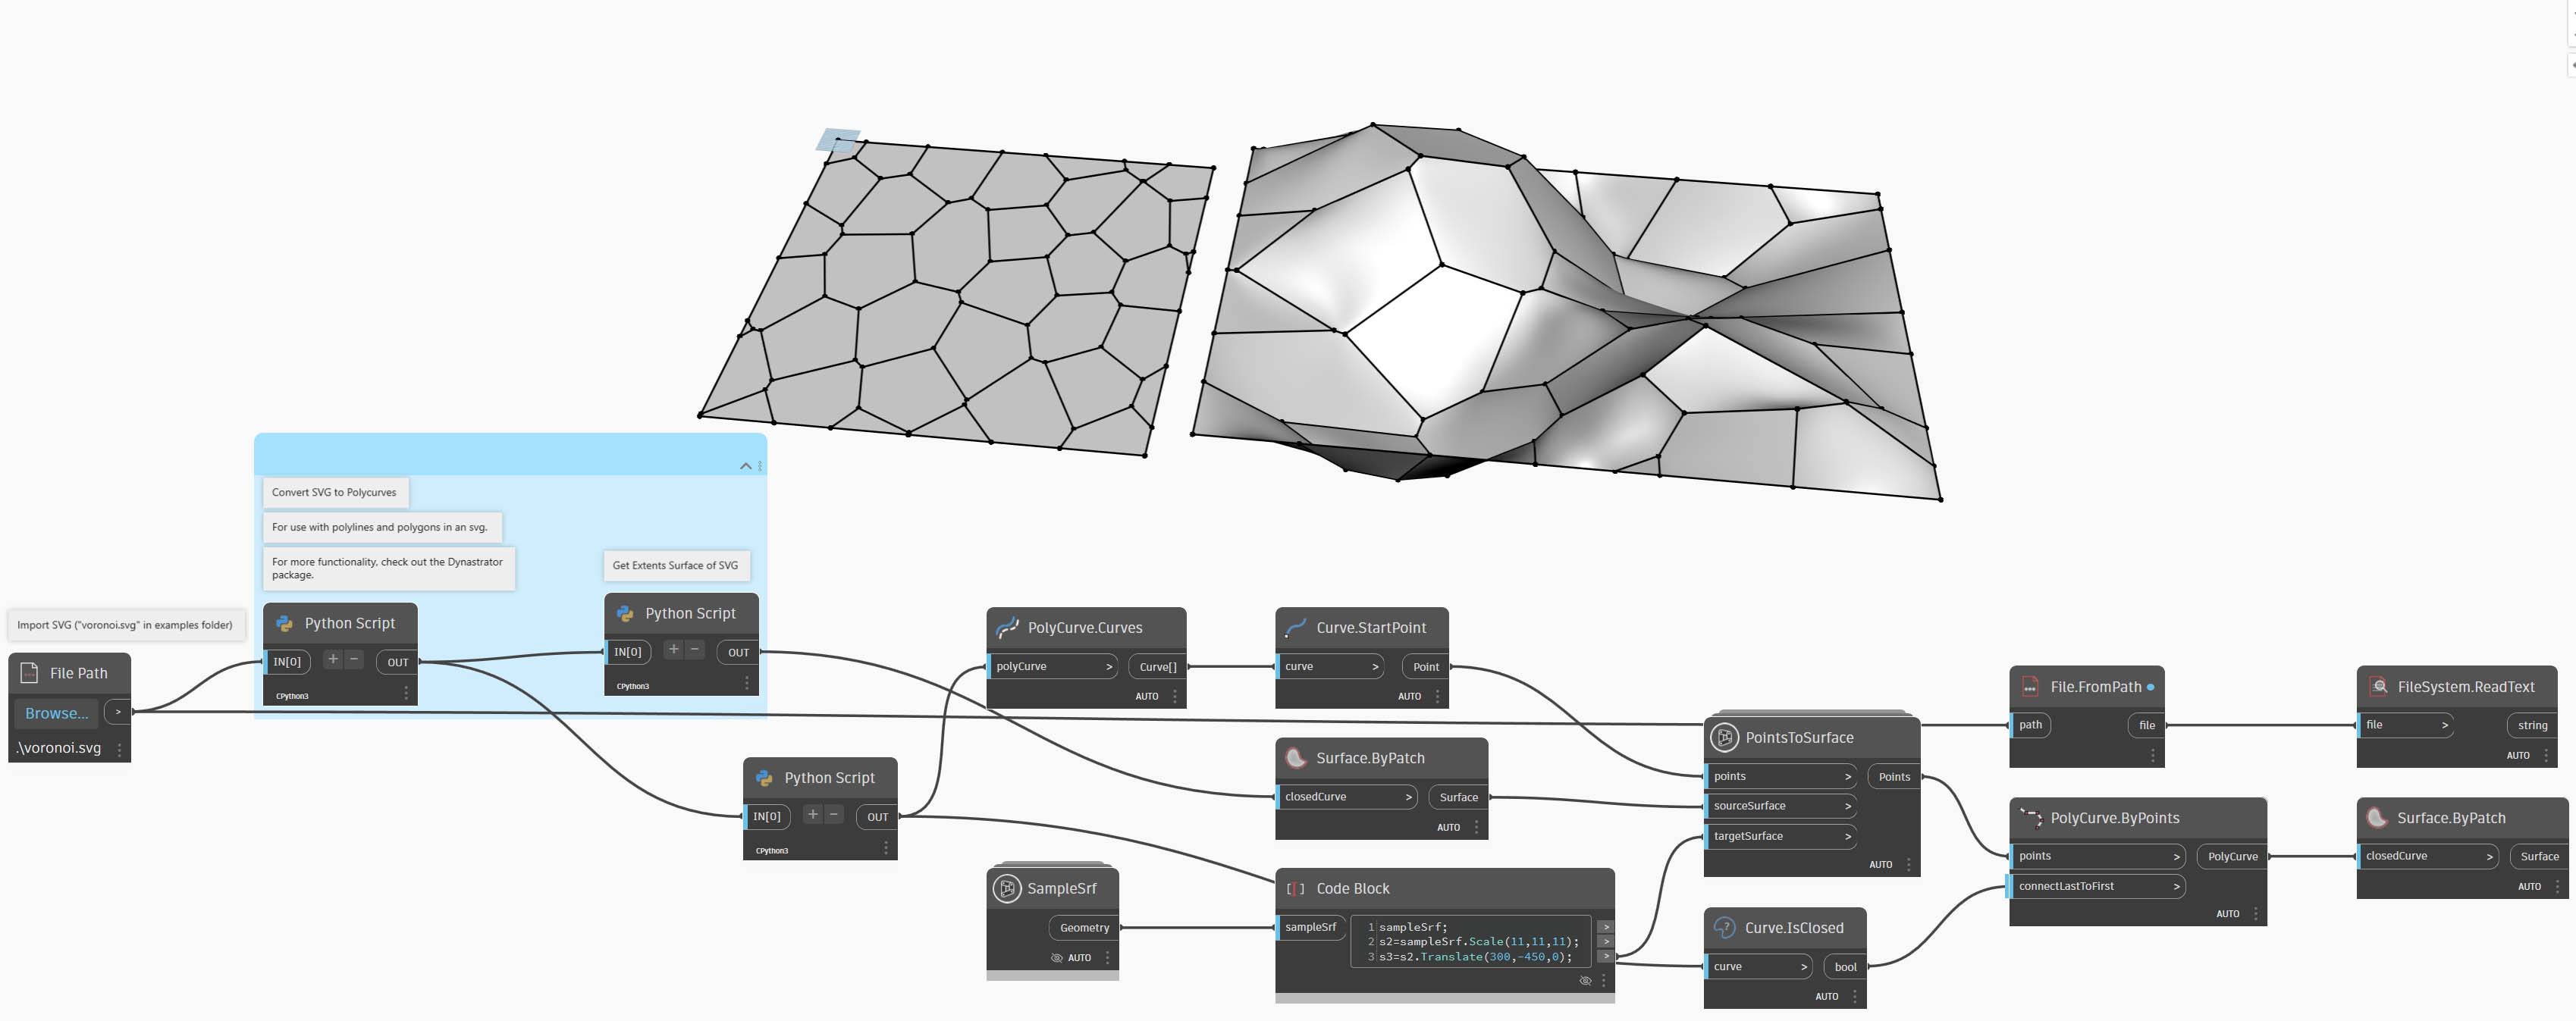 Convert SVG to Polycurves
For use with polylines and polygons in an svg.
For more functionality, check out the Dynastrator
package.
Get Extents Surface of SVG
Import SVG ("voronoi.svg" in examples folder)
File Path
Browse...
>
.\voronoi.svg
Python Script
IN[0]
+
−
OUT
CPython3
Python Script
IN[0]
+
−
OUT
CPython3
Python Script
IN[0]
+
−
OUT
CPython3
PolyCurve.Curves
polyCurve >
Curve[]
AUTO
Curve.StartPoint
curve >
Point
AUTO
Surface.ByPatch
closedCurve >
Surface
AUTO
SampleSrf
Geometry
AUTO
[ ] Code Block
sampleSrf
1 sampleSrf; >
2 s2=sampleSrf.Scale(11,11,11); >
3 s3=s2.Translate(300,-450,0); >
PointsToSurface
points >
Points
sourceSurface >
targetSurface >
AUTO
Curve.IsClosed
curve >
bool
AUTO
File.FromPath
path
file
FileSystem.ReadText
file >
string
AUTO
PolyCurve.ByPoints
points >
PolyCurve
connectLastToFirst >
AUTO
Surface.ByPatch
closedCurve >
Surface
AUTO